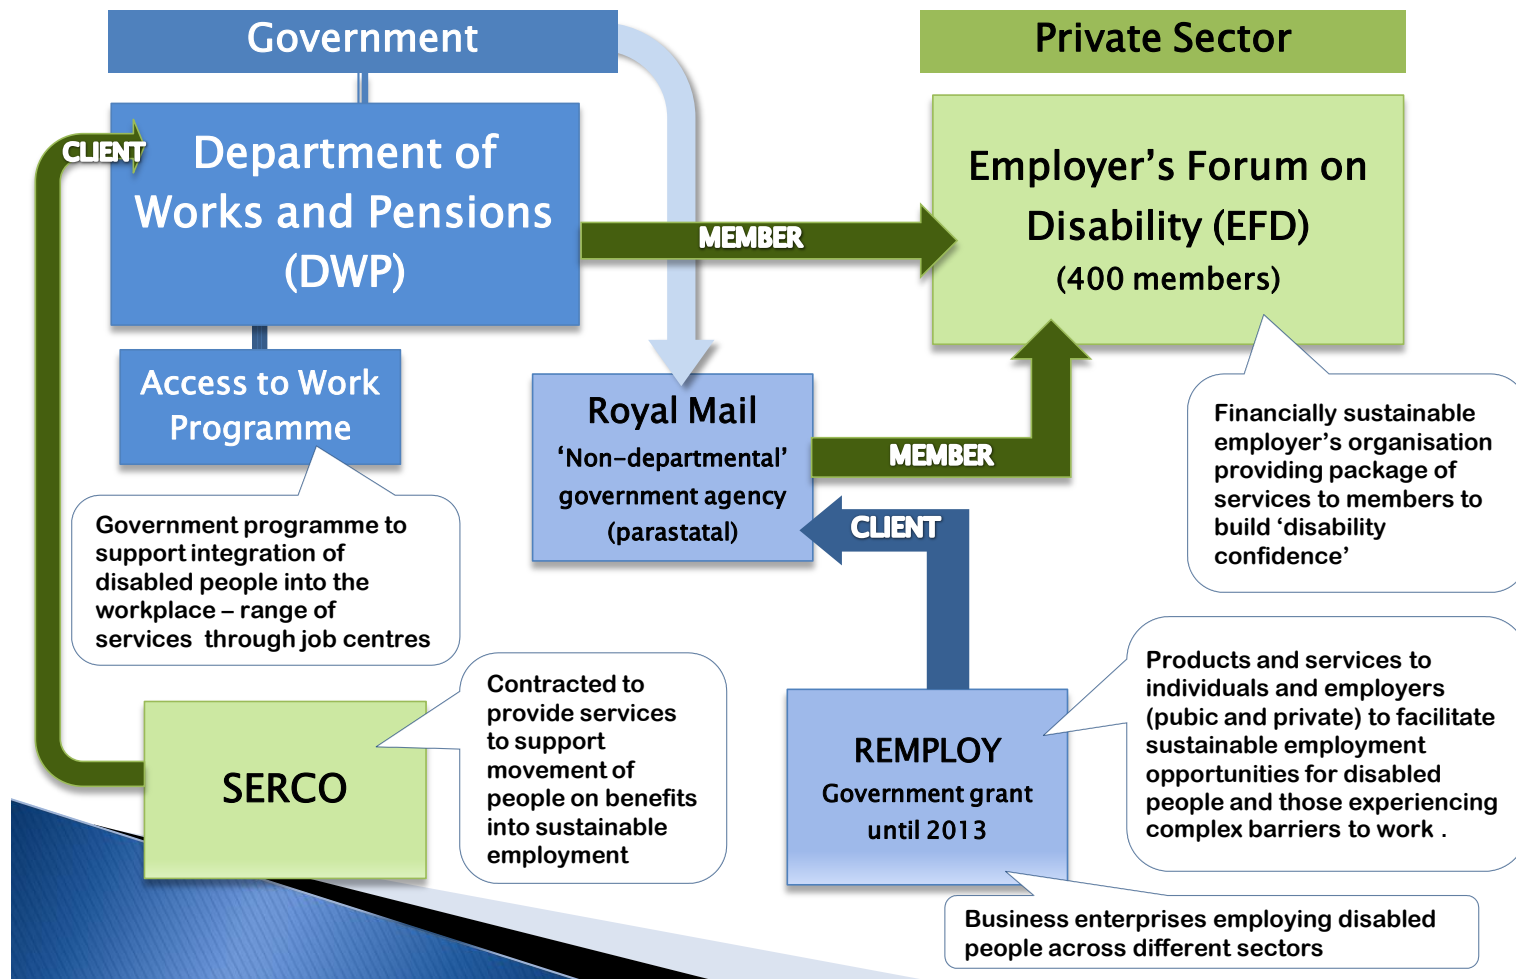 Government
Private Sector
CLIENT
Department of
Works and Pensions
(DWP)
MEMBER
Employer’s Forum on
Disability (EFD)
(400 members)
Access to Work
Programme
Royal Mail
‘Non-departmental’
government agency
(parastatal)
MEMBER
CLIENT
Financially sustainable
employer’s organisation
providing package of
services to members to
build ‘disability
confidence’
Government programme to
support integration of
disabled people into the
workplace – range of
services through job centres
SERCO
Contracted to
provide services
to support
movement of
people on benefits
into sustainable
employment
REMPLOY
Government grant
until 2013
Products and services to
individuals and employers
(pubic and private) to facilitate
sustainable employment
opportunities for disabled
people and those experiencing
complex barriers to work .
Business enterprises employing disabled
people across different sectors